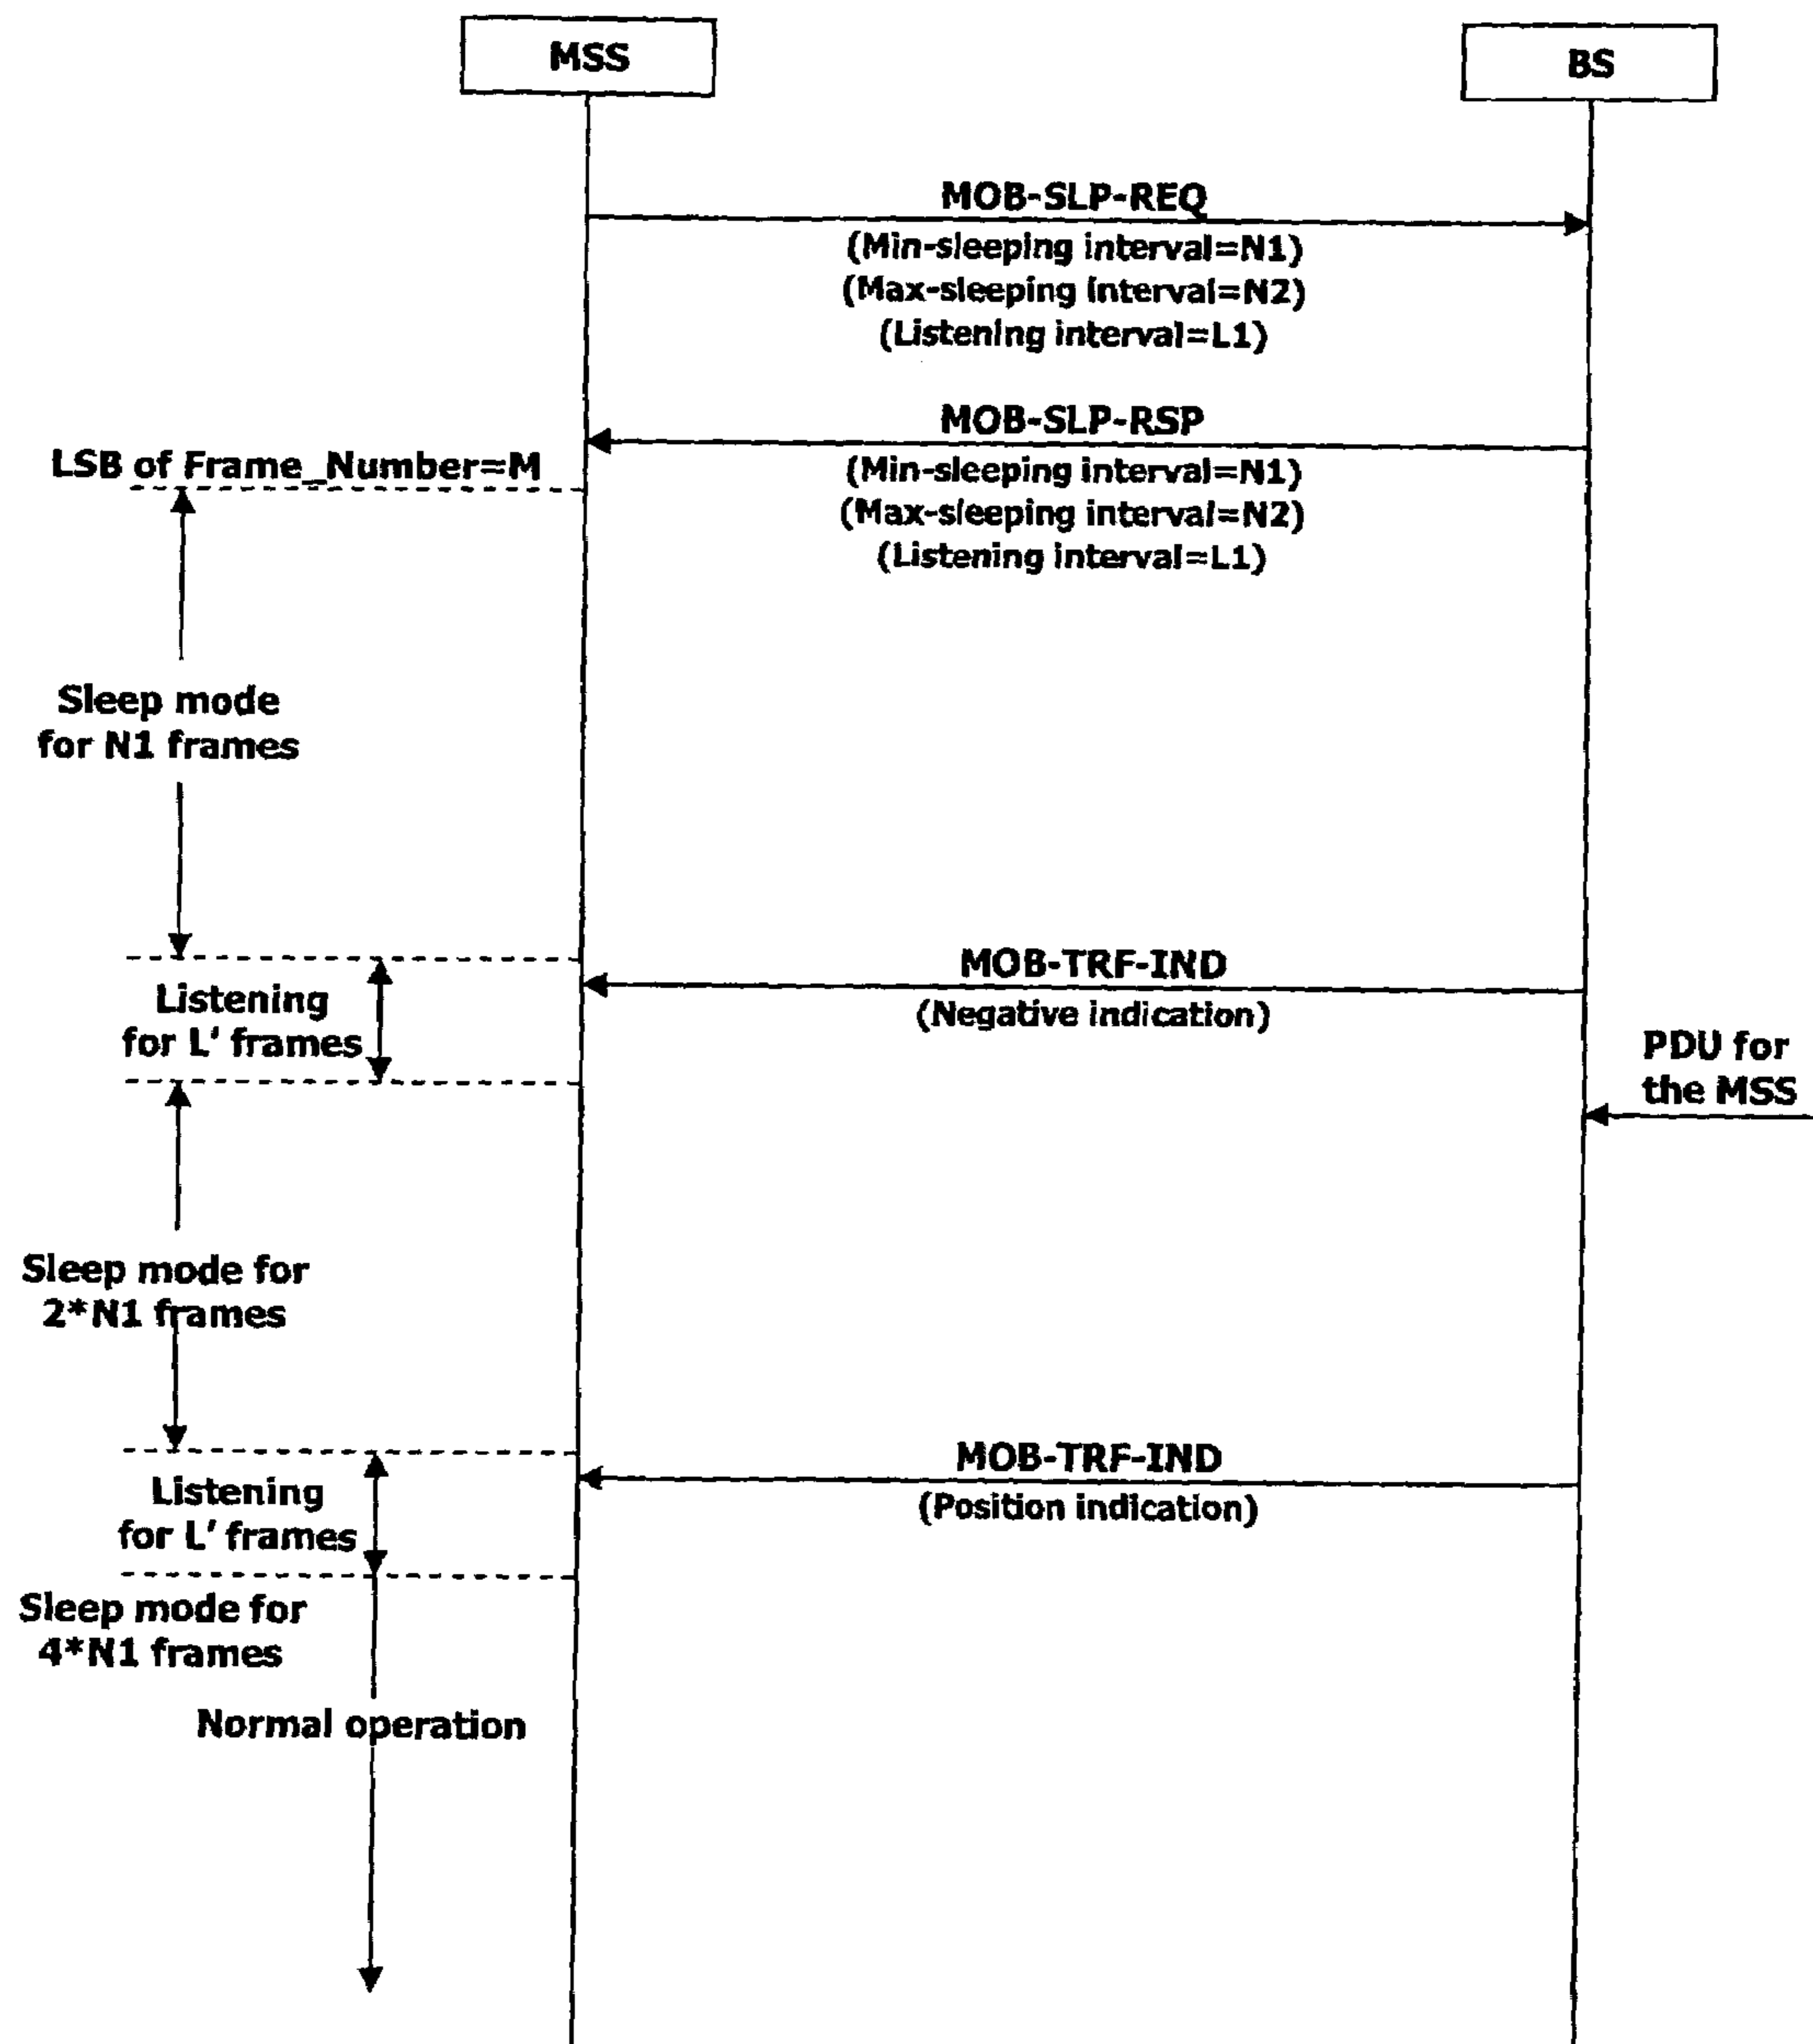 MSS
BS
MOB-SLP-REQ
(Min-sleeping interval=N1)
(Max-sleeping interval=N2)
(Listening interval=L1)
MOB-SLP-RSP
LSB of Frame_Number=M
(Min-sleeping interval=N1)
(Max-sleeping interval=N2)
(Listening interval=L1)
Sleep mode
for N1 frames
MOB-TRF-IND
(Negative indication)
Listening
for L' frames
PDU for
the MSS
Sleep mode for
2*N1 frames
MOB-TRF-IND
(Position indication)
Listening
for L' frames
Sleep mode for
4*N1 frames
Normal operation